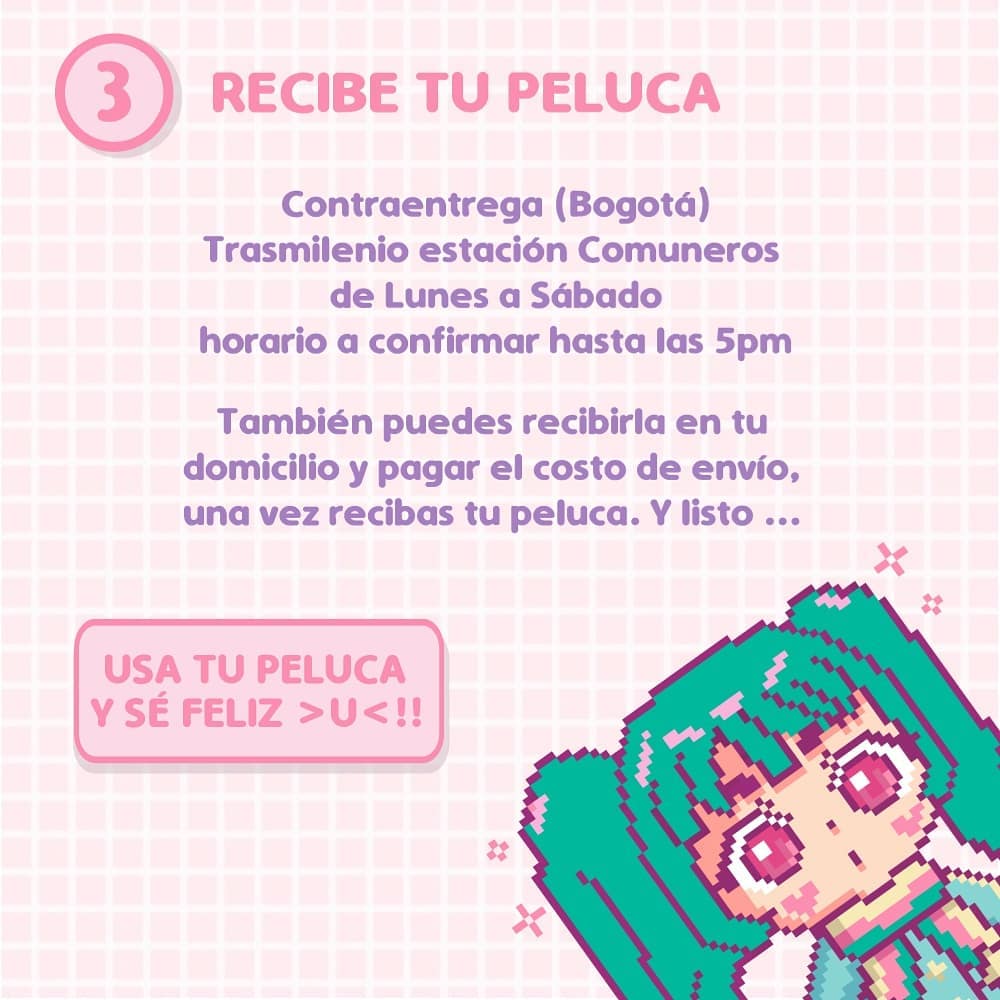 3
RECIBE TU PELUCA
Contraentrega (Bogotá)
Trasmilenio estación Comuneros
de Lunes a Sábado
horario a confirmar hasta las 5pm
También puedes recibirla en tu
domicilio y pagar el costo de envío,
una vez recibas tu peluca. Y listo ...
USA TU PELUCA
Y SÉ FELIZ >U<!!